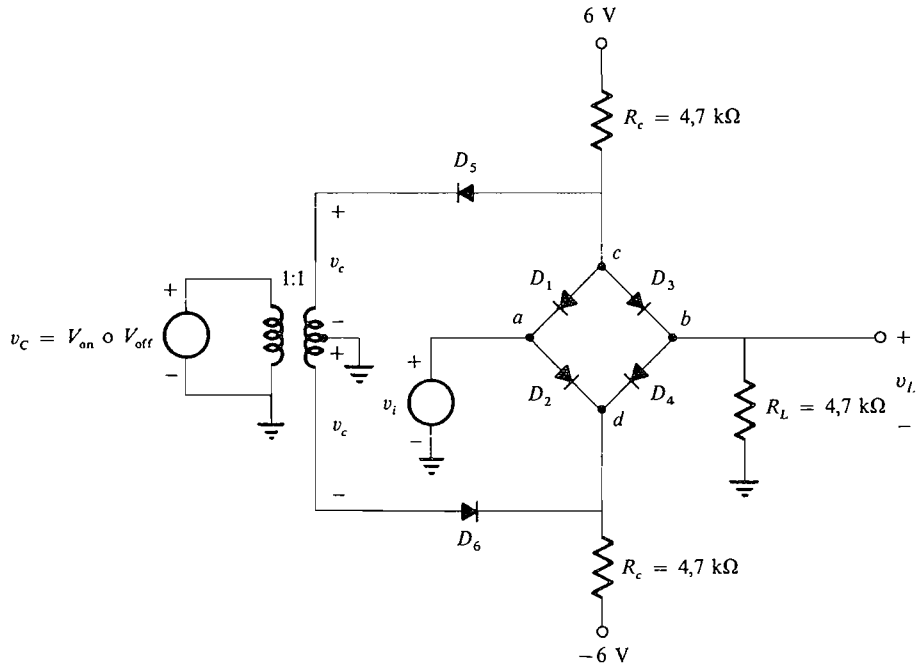 6 V
R_c = 4,7 kΩ
D_5
+
v_c
c
1:1
D_1
D_3
+
−
a
b
v_C = V_on o V_off
+
+
+
−
v_i
D_2
D_4
v_L
−
v_c
d
R_L = 4,7 kΩ
−
−
D_6
R_c = 4,7 kΩ
−6 V